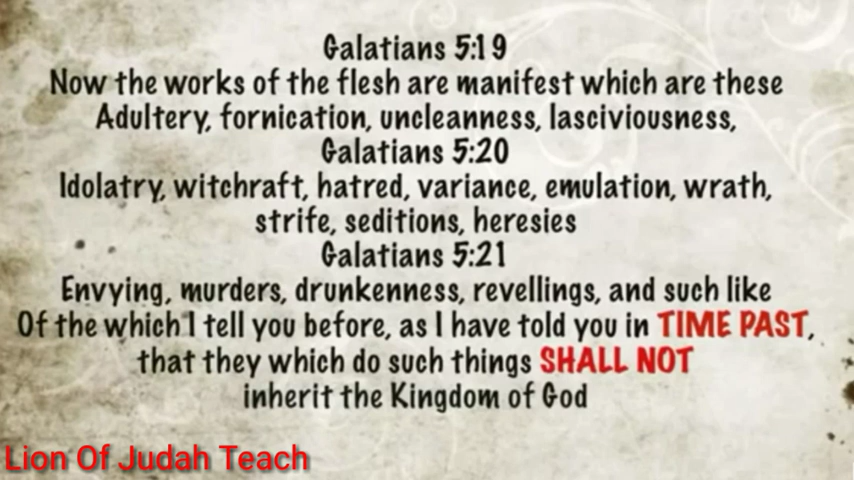 Galatians 5:19
Now the works of the flesh are manifest which are these
Adultery, fornication, uncleanness, lasciviousness,
Galatians 5:20
Idolatry, witchraft, hatred, variance, emulation, wrath,
strife, seditions, heresies
Galatians 5:21
Envying, murders, drunkenness, revellings, and such like
Of the which I tell you before, as I have told you in TIME PAST,
that they which do such things SHALL NOT
inherit the Kingdom of God
Lion Of Judah Teach